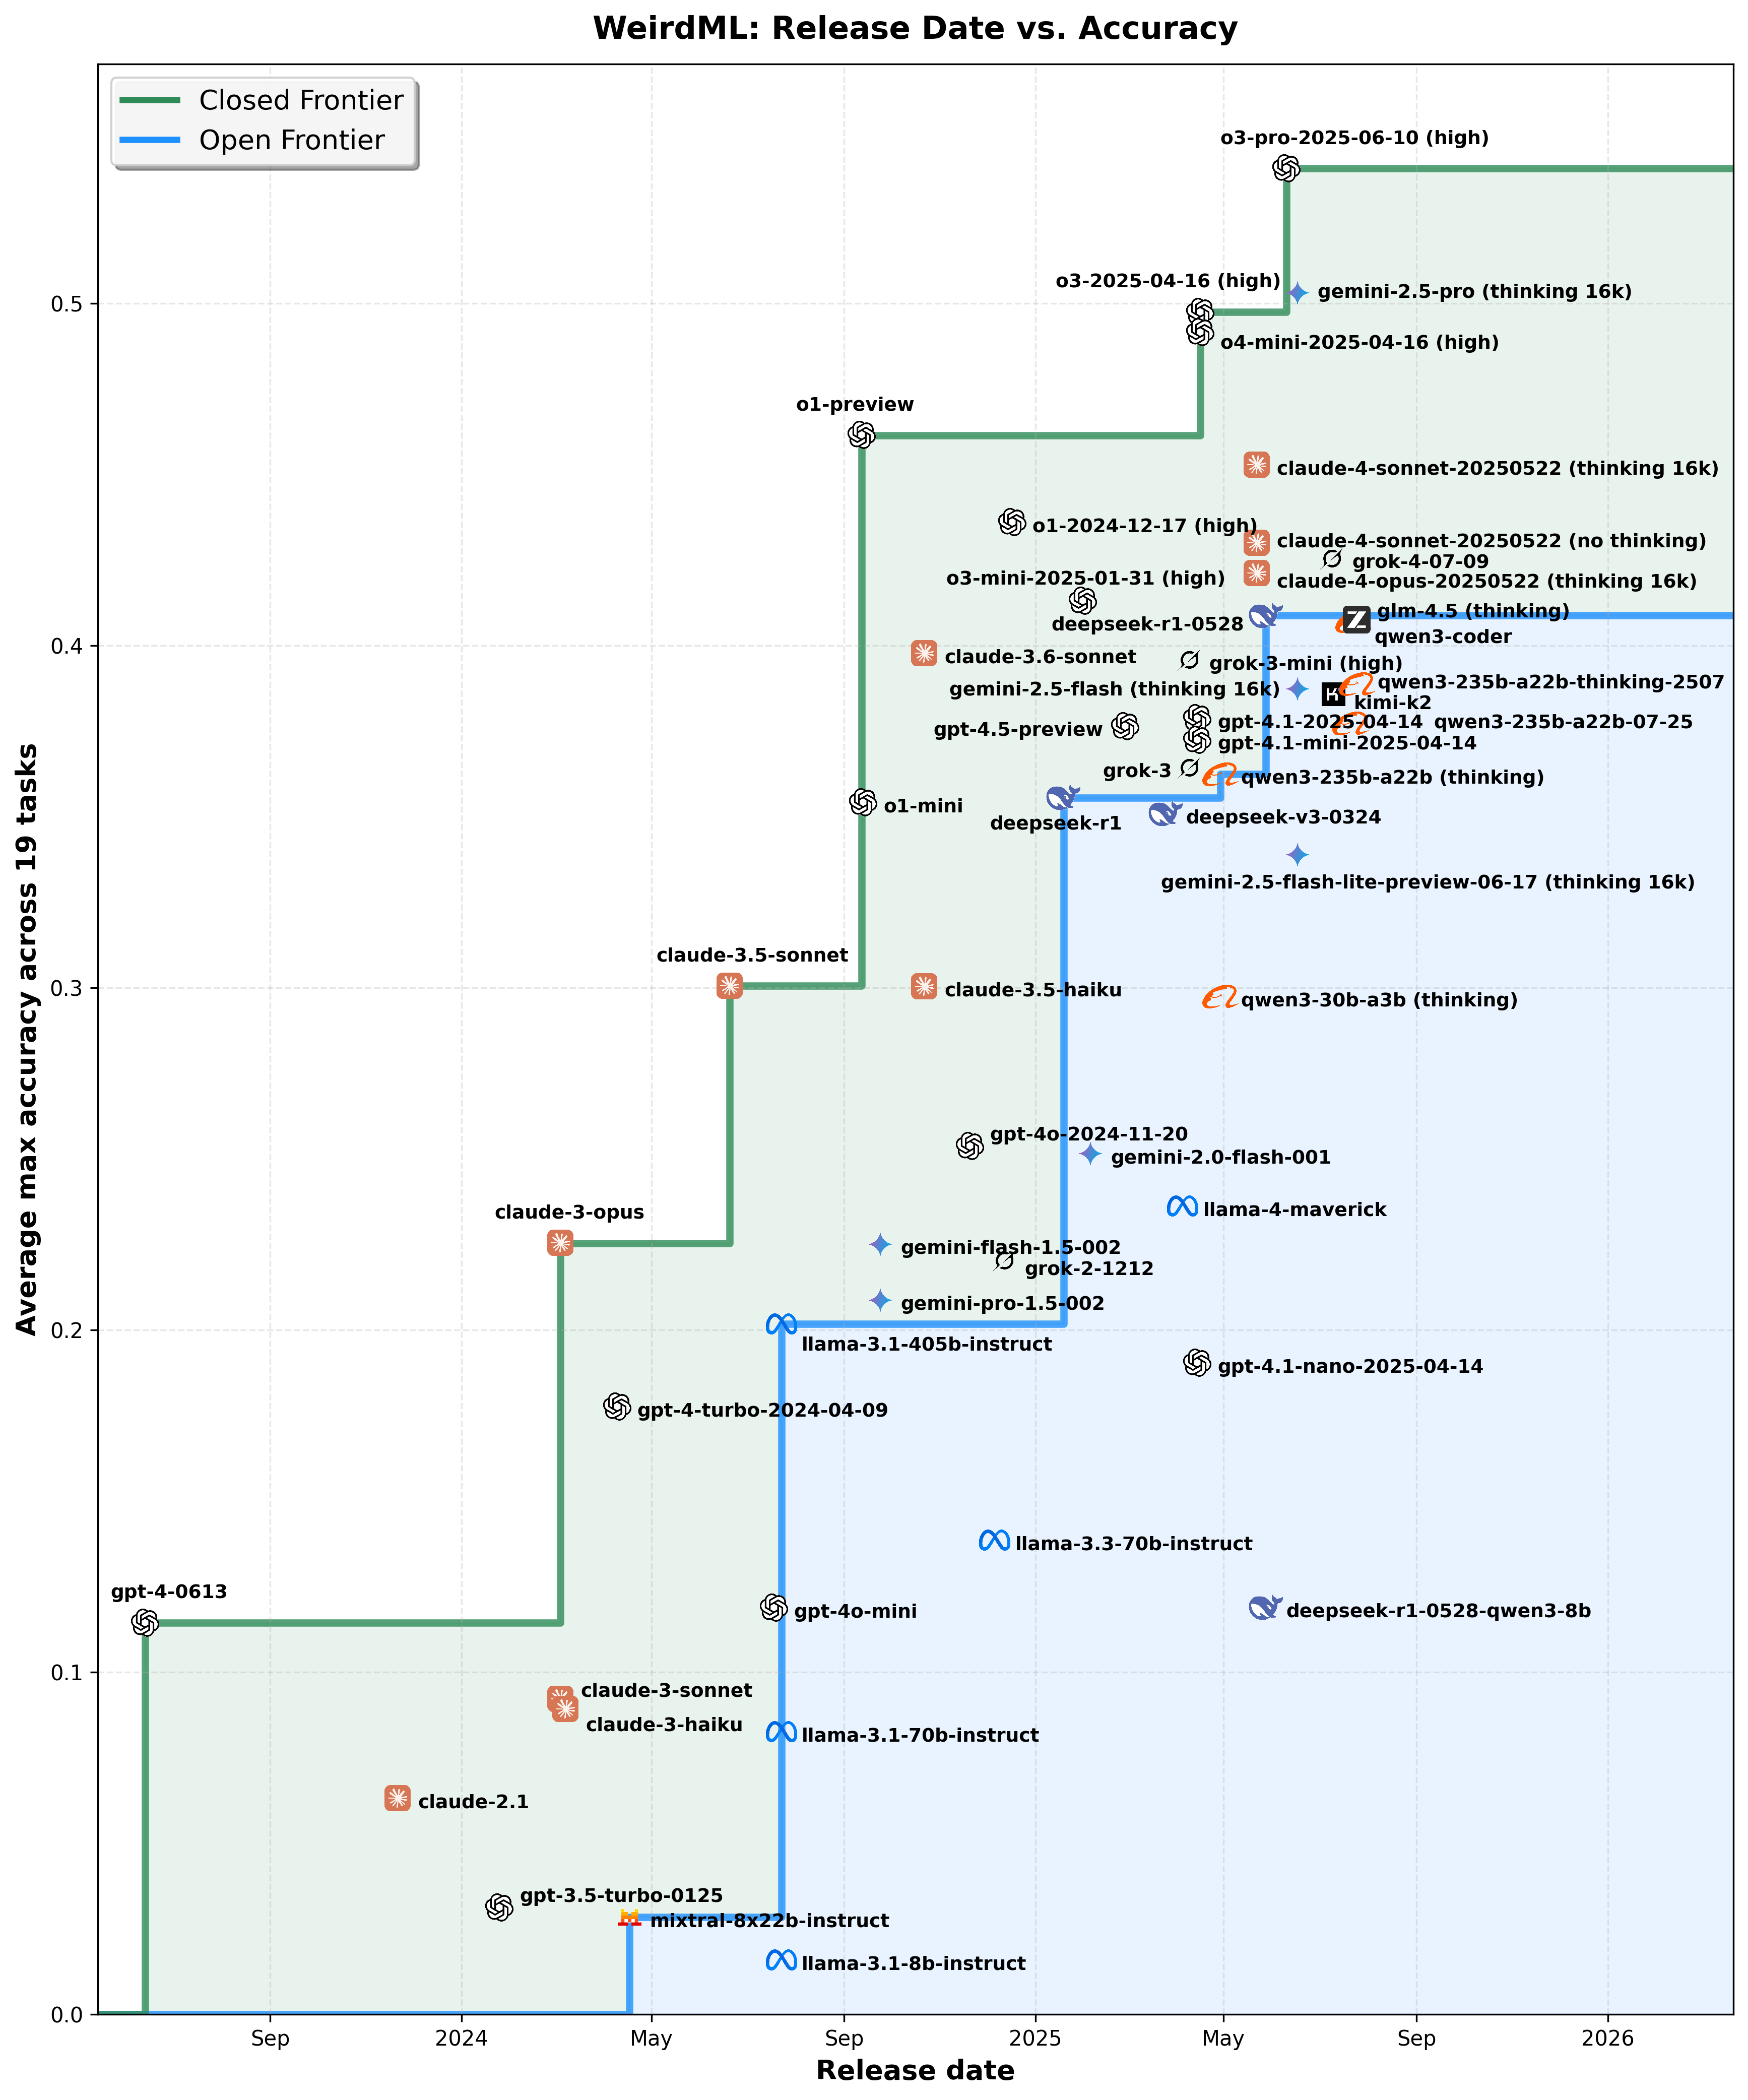 WeirdML: Release Date vs. Accuracy
Closed Frontier
Open Frontier
o3-pro-2025-06-10 (high)
o3-2025-04-16 (high)
gemini-2.5-pro (thinking 16k)
0.5
o4-mini-2025-04-16 (high)
o1-preview
claude-4-sonnet-20250522 (thinking 16k)
o1-2024-12-17 (high)
claude-4-sonnet-20250522 (no thinking)
grok-4-07-09
o3-mini-2025-01-31 (high)
claude-4-opus-20250522 (thinking 16k)
glm-4.5 (thinking)
deepseek-r1-0528
qwen3-coder
0.4
claude-3.6-sonnet
grok-3-mini (high)
qwen3-235b-a22b-thinking-2507
gemini-2.5-flash (thinking 16k)
kimi-k2
gpt-4.1-2025-04-14
qwen3-235b-a22b-07-25
gpt-4.5-preview
gpt-4.1-mini-2025-04-14
grok-3
qwen3-235b-a22b (thinking)
o1-mini
deepseek-v3-0324
deepseek-r1
gemini-2.5-flash-lite-preview-06-17 (thinking 16k)
claude-3.5-sonnet
0.3
claude-3.5-haiku
qwen3-30b-a3b (thinking)
Average max accuracy across 19 tasks
gpt-4o-2024-11-20
gemini-2.0-flash-001
llama-4-maverick
claude-3-opus
gemini-flash-1.5-002
grok-2-1212
gemini-pro-1.5-002
0.2
llama-3.1-405b-instruct
gpt-4.1-nano-2025-04-14
gpt-4-turbo-2024-04-09
llama-3.3-70b-instruct
gpt-4-0613
gpt-4o-mini
deepseek-r1-0528-qwen3-8b
0.1
claude-3-sonnet
claude-3-haiku
llama-3.1-70b-instruct
claude-2.1
gpt-3.5-turbo-0125
mixtral-8x22b-instruct
llama-3.1-8b-instruct
0.0
Sep
2024
May
Sep
2025
May
Sep
2026
Release date